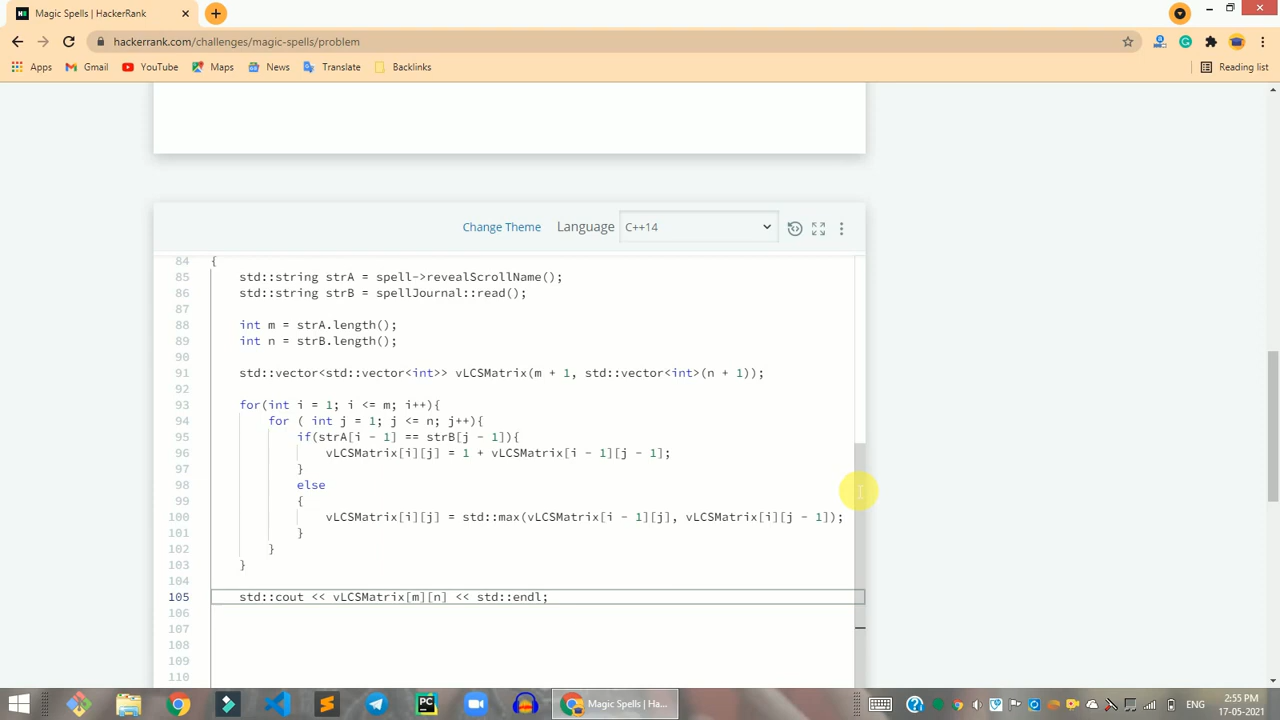 Magic Spells | HackerRank
hackerrank.com/challenges/magic-spells/problem
Apps Gmail YouTube Maps News Translate Backlinks Reading list
Change Theme Language C++14
84 {
85 std::string strA = spell->revealScrollName();
86 std::string strB = spellJournal::read();
87
88 int m = strA.length();
89 int n = strB.length();
90
91 std::vector<std::vector<int>> vLCSMatrix(m + 1, std::vector<int>(n + 1));
92
93 for(int i = 1; i <= m; i++){
94 for ( int j = 1; j <= n; j++){
95 if(strA[i - 1] == strB[j - 1]){
96 vLCSMatrix[i][j] = 1 + vLCSMatrix[i - 1][j - 1];
97 }
98 else
99 {
100 vLCSMatrix[i][j] = std::max(vLCSMatrix[i - 1][j], vLCSMatrix[i][j - 1]);
101 }
102 }
103 }
104
105 std::cout << vLCSMatrix[m][n] << std::endl;
106
107
108
109
110
Magic Spells | Ha...
ENG
2:55 PM
17-05-2021